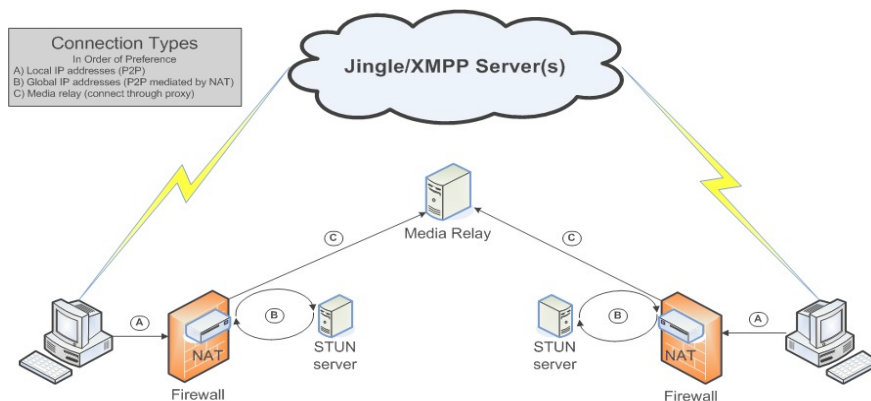 Connection Types
In Order of Preference
A) Local IP addresses (P2P)
B) Global IP addresses (P2P mediated by NAT)
C) Media relay (connect through proxy)
Jingle/XMPP Server(s)
Media Relay
C
C
A
B
B
A
NAT
STUN
server
STUN
server
NAT
Firewall
Firewall